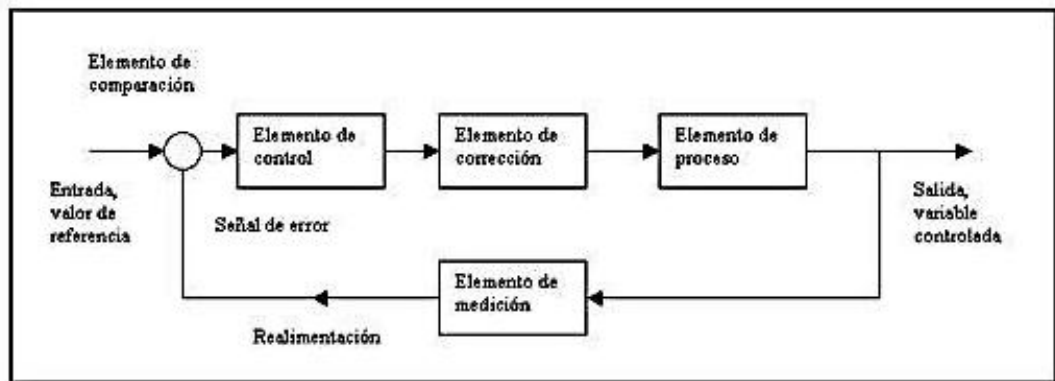 Elemento de
comparación
Elemento de
control
Elemento de
corrección
Elemento de
proceso
Entrada,
valor de
referencia
Señal de error
Salida,
variable
controlada
Elemento de
medición
Realimentación